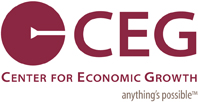 CEG
CENTER FOR ECONOMIC GROWTH
anything's possible™